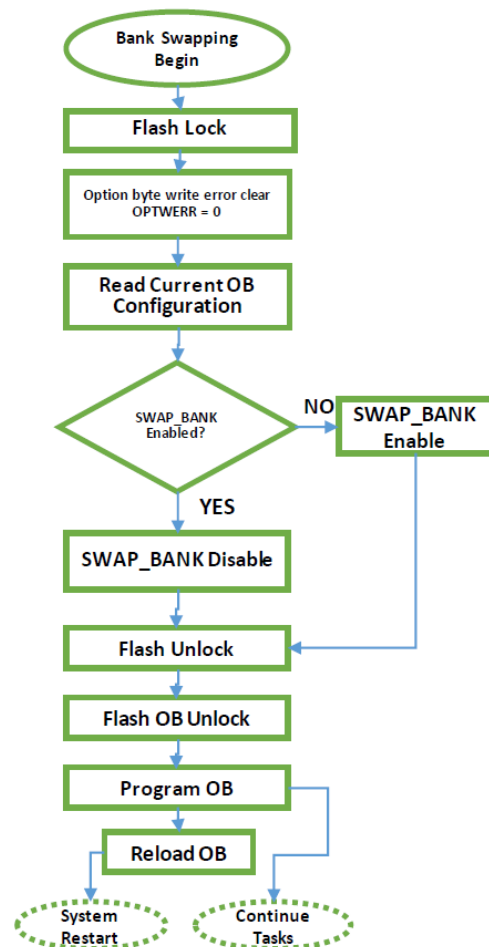 Bank Swapping
Begin
Flash Lock
Option byte write error clear
OPTWERR = 0
Read Current OB
Configuration
SWAP_BANK
Enabled?
NO
SWAP_BANK
Enable
YES
SWAP_BANK Disable
Flash Unlock
Flash OB Unlock
Program OB
Reload OB
System
Restart
Continue
Tasks